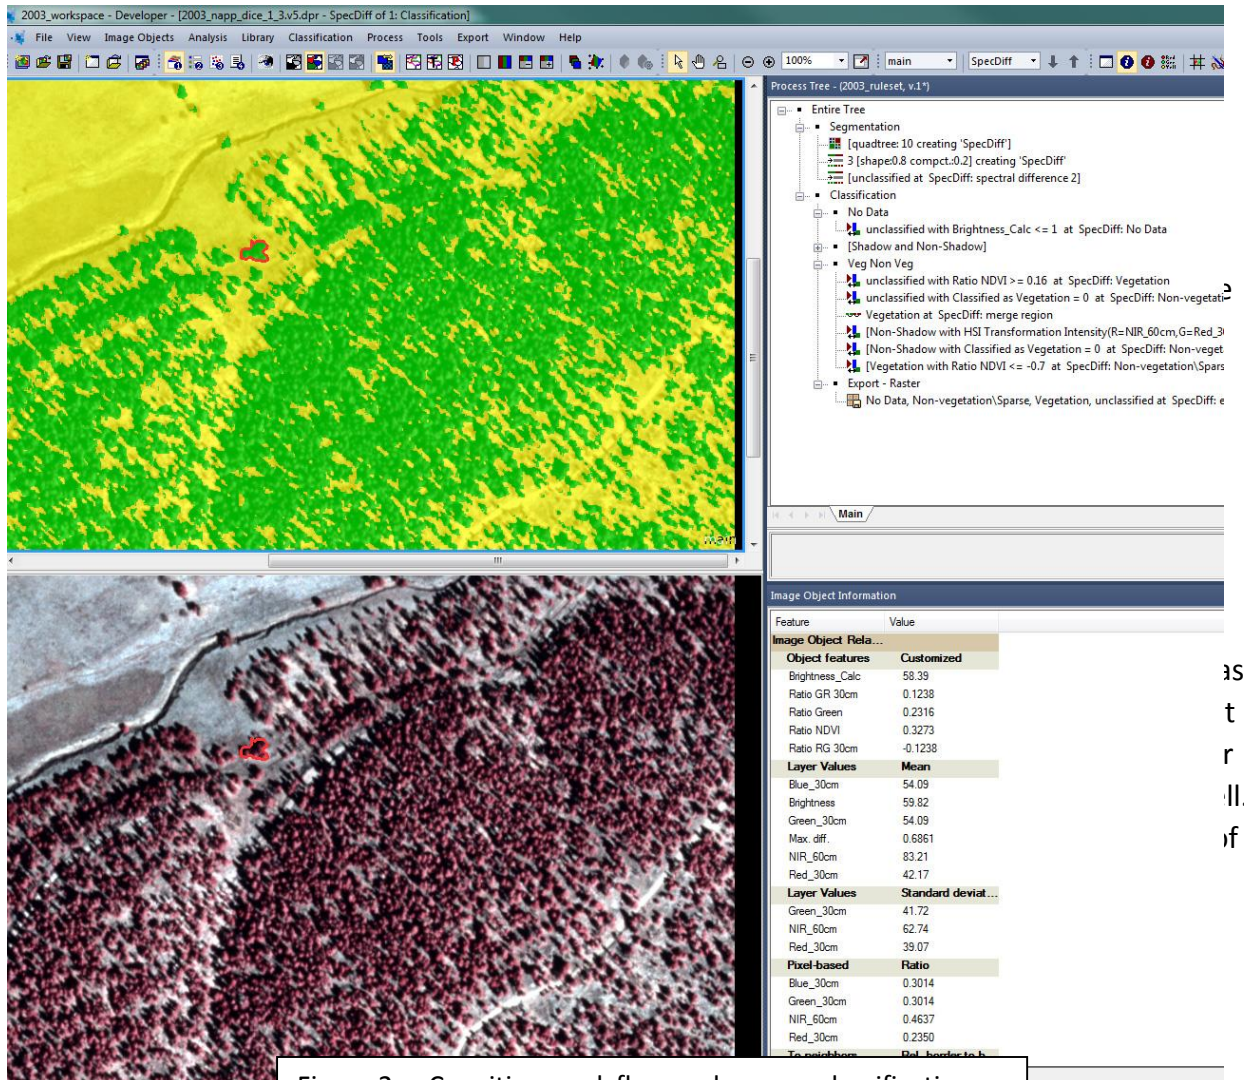 2003_workspace - Developer - [2003_napp_dice_1_3.v5.dpr - SpecDiff of 1: Classification]
File View Image Objects Analysis Library Classification Process Tools Export Window Help
100% main SpecDiff
Process Tree - (2003_ruleset, v.1*)
Entire Tree
Segmentation
[quadtree: 10 creating 'SpecDiff']
3 [shape:0.8 compct.:0.2] creating 'SpecDiff'
[unclassified at SpecDiff: spectral difference 2]
Classification
No Data
unclassified with Brightness_Calc <= 1 at SpecDiff: No Data
[Shadow and Non-Shadow]
Veg Non Veg
unclassified with Ratio NDVI >= 0.16 at SpecDiff: Vegetation
unclassified with Classified as Vegetation = 0 at SpecDiff: Non-vegetati
e
Vegetation at SpecDiff: merge region
[Non-Shadow with HSI Transformation Intensity(R=NIR_60cm,G=Red_3
[Non-Shadow with Classified as Vegetation = 0 at SpecDiff: Non-veget
[Vegetation with Ratio NDVI <= -0.7 at SpecDiff: Non-vegetation\Spars
Export - Raster
No Data, Non-vegetation\Sparse, Vegetation, unclassified at SpecDiff: e
Main
main
Image Object Information
Feature Value
Image Object Rela...
Object features Customized
Brightness_Calc 58.39
Ratio GR 30cm 0.1238
Ratio Green 0.2316
Ratio NDVI 0.3273
Ratio RG 30cm -0.1238
Layer Values Mean
Blue_30cm 54.09
Brightness 59.82
Green_30cm 54.09
Max. diff. 0.6861
NIR_60cm 83.21
Red_30cm 42.17
Layer Values Standard deviat...
Green_30cm 41.72
NIR_60cm 62.74
Red_30cm 39.07
Pixel-based Ratio
Blue_30cm 0.3014
Green_30cm 0.3014
NIR_60cm 0.4637
Red_30cm 0.2350
To neighbors Rel. border to b
as
t
r
ll.
of